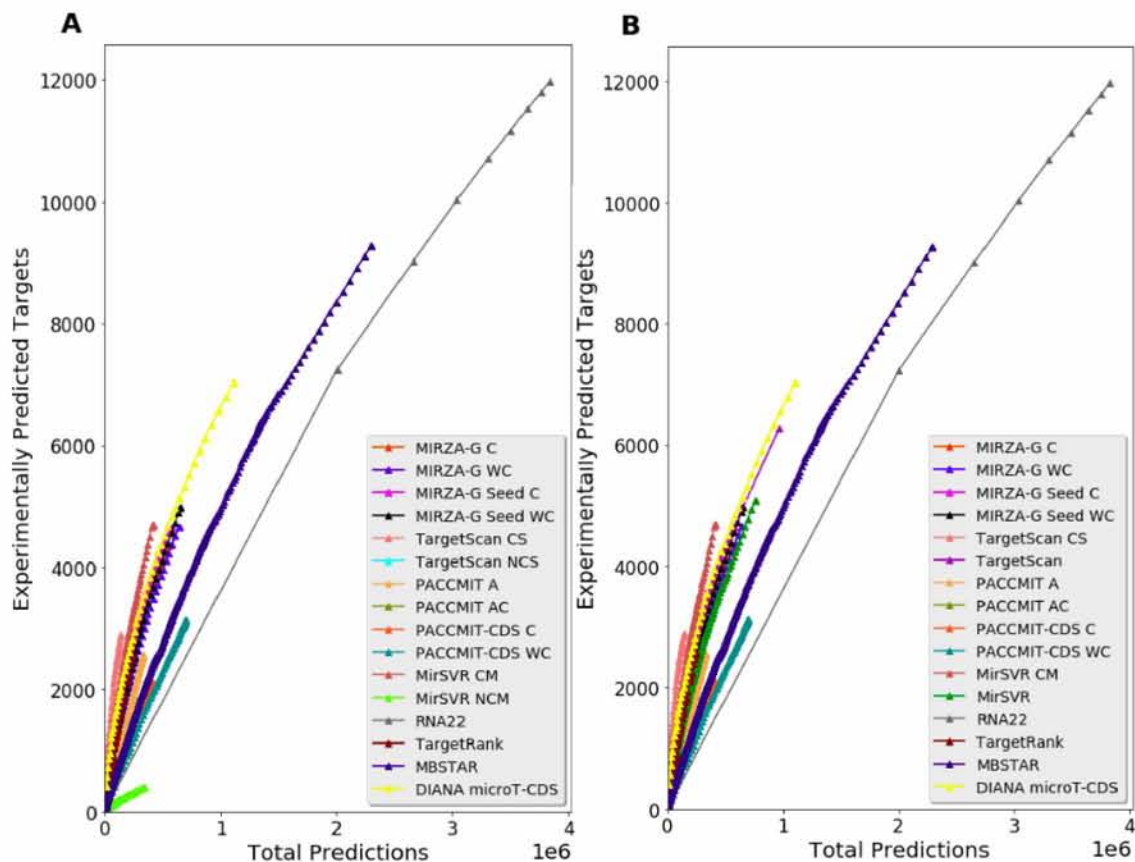 A
Experimentally Predicted Targets
12000
10000
8000
6000
4000
2000
0
MIRZA-G C
MIRZA-G WC
MIRZA-G Seed C
MIRZA-G Seed WC
TargetScan CS
TargetScan NCS
PACCMIT A
PACCMIT AC
PACCMIT-CDS C
PACCMIT-CDS WC
MirSVR CM
MirSVR NCM
RNA22
TargetRank
MBSTAR
DIANA microT-CDS
0 1 2 3 4
1e6
Total Predictions
B
Experimentally Predicted Targets
12000
10000
8000
6000
4000
2000
0
MIRZA-G C
MIRZA-G WC
MIRZA-G Seed C
MIRZA-G Seed WC
TargetScan CS
TargetScan
PACCMIT A
PACCMIT AC
PACCMIT-CDS C
PACCMIT-CDS WC
MirSVR CM
MirSVR
RNA22
TargetRank
MBSTAR
DIANA microT-CDS
0 1 2 3 4
1e6
Total Predictions